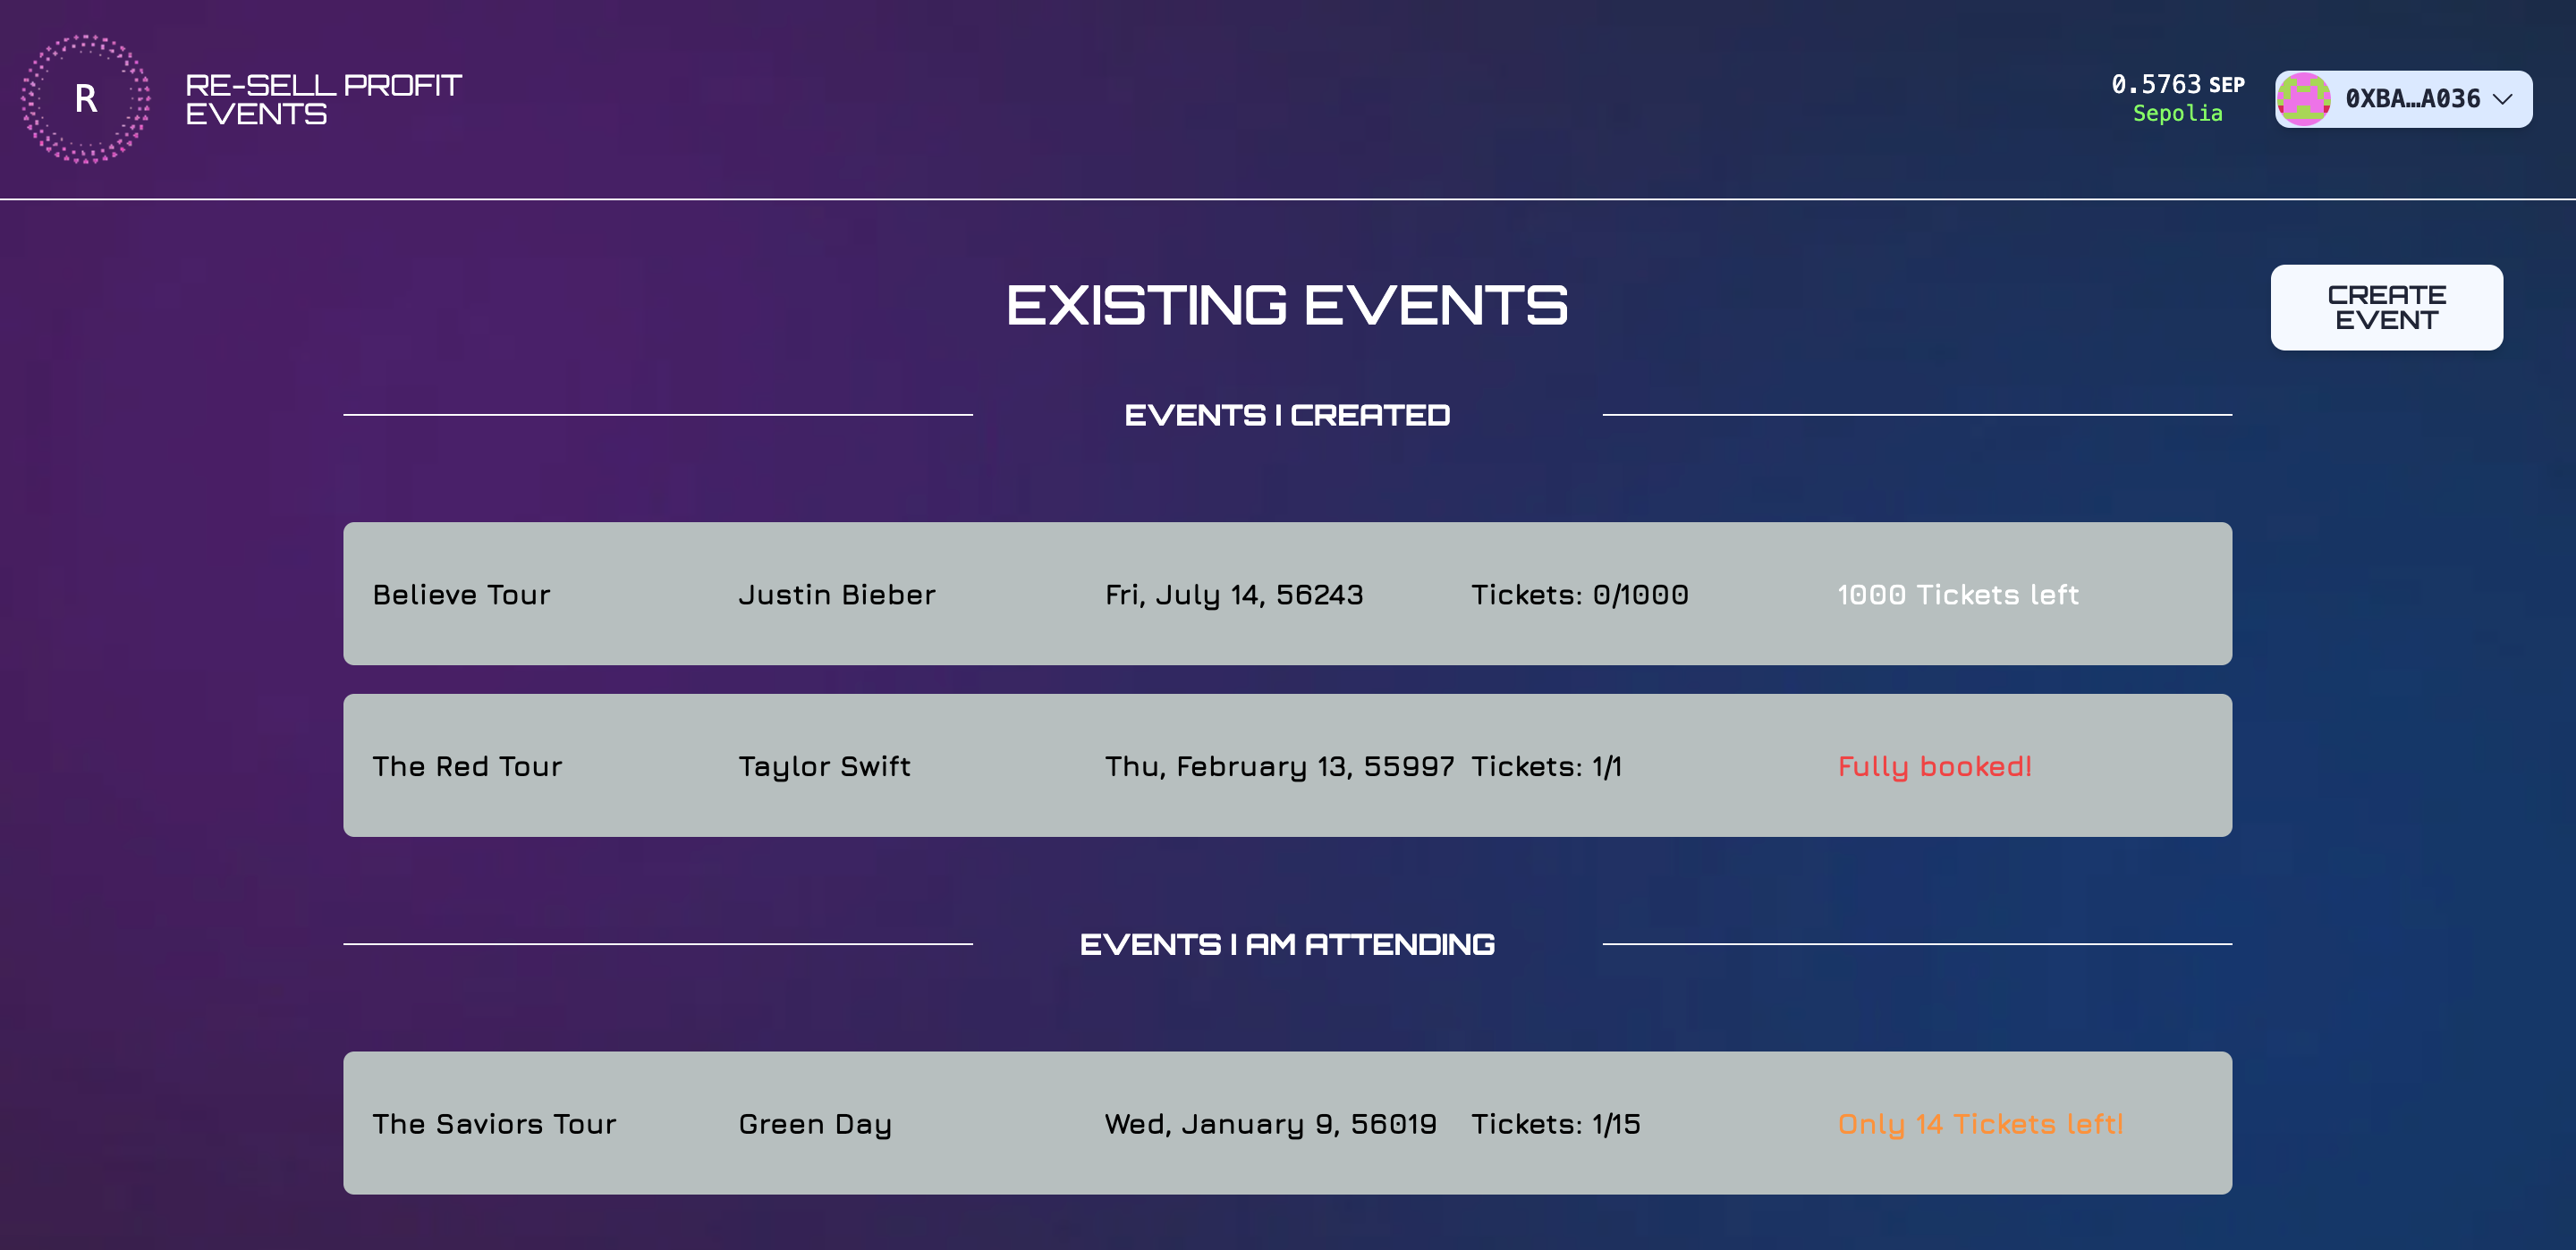 R
RE-SELL PROFIT
EVENTS
0.5763 SEP
Sepolia
0XBA...A036
EXISTING EVENTS
CREATE
EVENT
EVENTS I CREATED
Believe Tour Justin Bieber Fri, July 14, 56243 Tickets: 0/1000 1000 Tickets left
The Red Tour Taylor Swift Thu, February 13, 55997 Tickets: 1/1 Fully booked!
EVENTS I AM ATTENDING
The Saviors Tour Green Day Wed, January 9, 56019 Tickets: 1/15 Only 14 Tickets left!